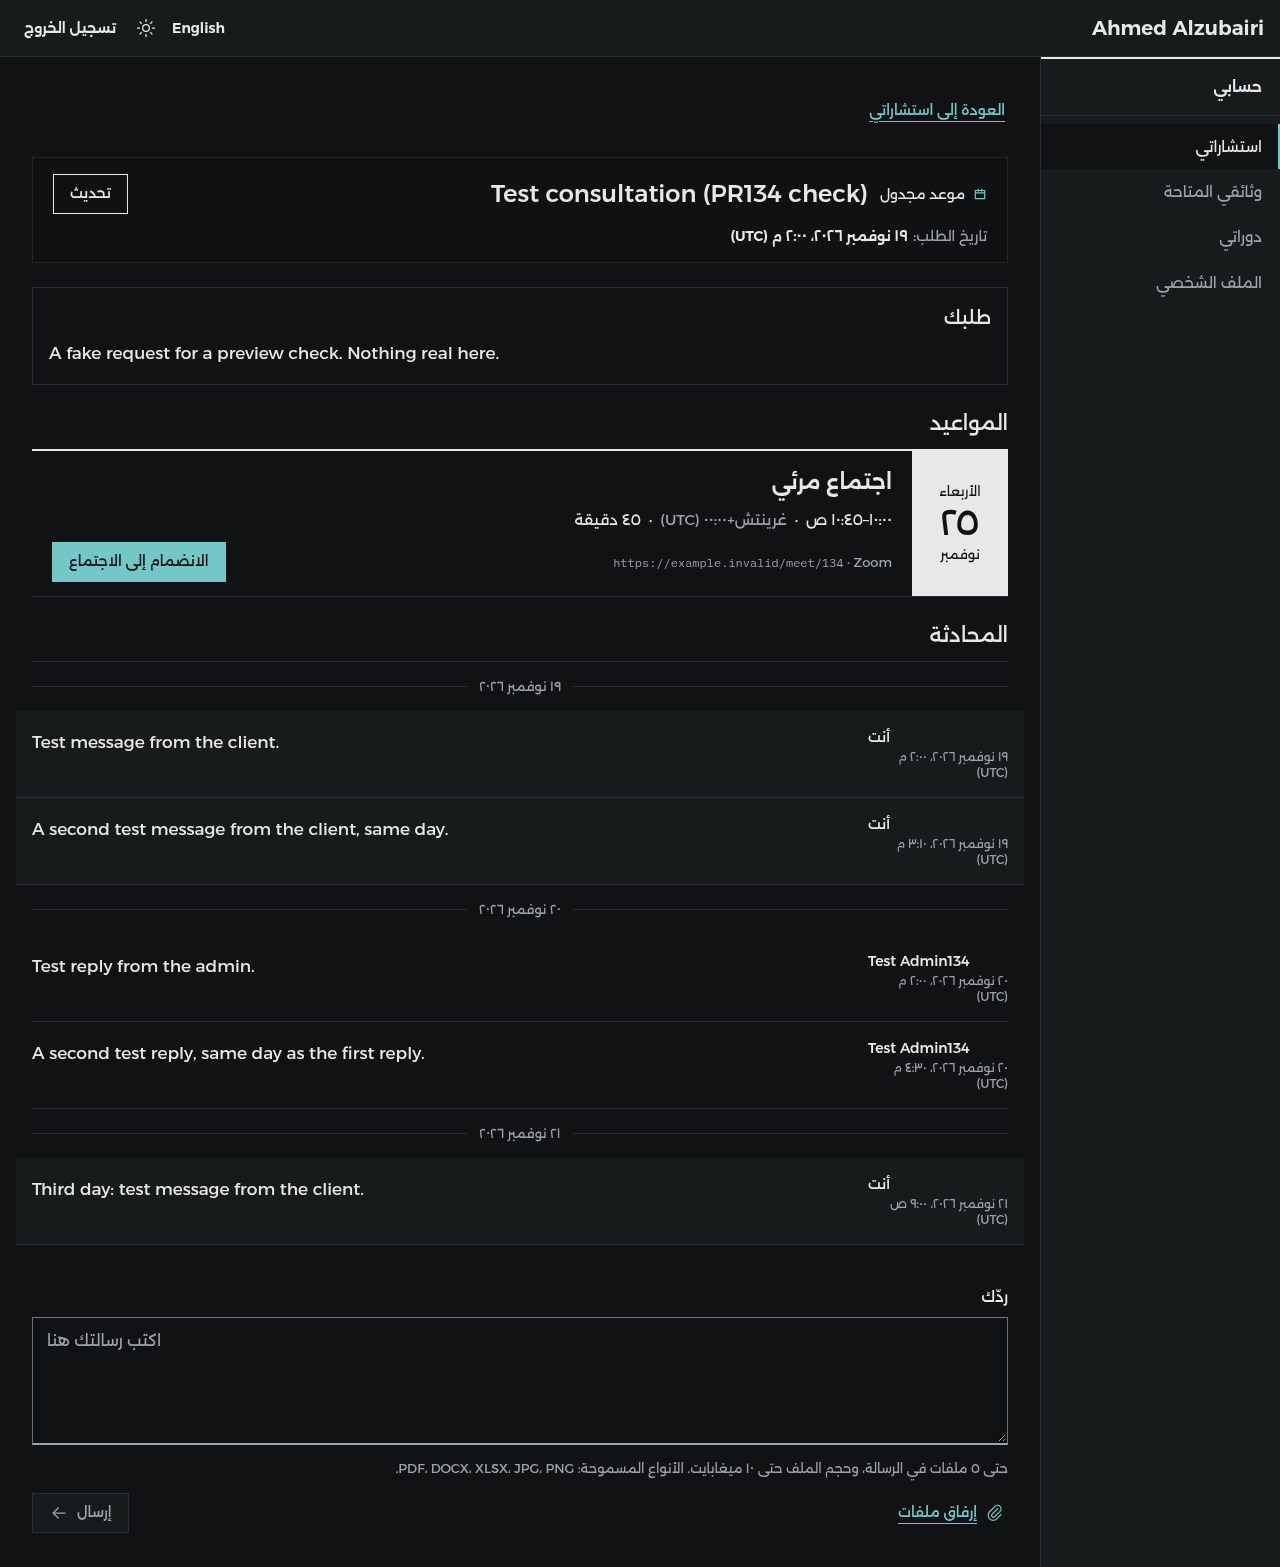 Ahmed Alzubairi
English
تسجيل الخروج
حسابي
استشاراتي
وثائقي المتاحة
دوراتي
الملف الشخصي
العودة إلى استشاراتي
موعد مجدول
Test consultation (PR134 check)
تحديث
تاريخ الطلب: ١٩ نوفمبر ٢٠٢٦، ٢:٠٠ م (UTC)
طلبك
A fake request for a preview check. Nothing real here.
المواعيد
الأربعاء
٢٥
نوفمبر
اجتماع مرئي
١٠:٠٠–١٠:٤٥ ص · غرينتش+٠٠:٠٠ (UTC) · ٤٥ دقيقة
Zoom · https://example.invalid/meet/134
الانضمام إلى الاجتماع
المحادثة
١٩ نوفمبر ٢٠٢٦
أنت
١٩ نوفمبر ٢٠٢٦، ٢:٠٠ م
(UTC)
Test message from the client.
أنت
١٩ نوفمبر ٢٠٢٦، ٣:١٠ م
(UTC)
A second test message from the client, same day.
٢٠ نوفمبر ٢٠٢٦
Test Admin134
٢٠ نوفمبر ٢٠٢٦، ٢:٠٠ م
(UTC)
Test reply from the admin.
Test Admin134
٢٠ نوفمبر ٢٠٢٦، ٤:٣٠ م
(UTC)
A second test reply, same day as the first reply.
٢١ نوفمبر ٢٠٢٦
أنت
٢١ نوفمبر ٢٠٢٦، ٩:٠٠ ص
(UTC)
Third day: test message from the client.
ردّك
اكتب رسالتك هنا
حتى ٥ ملفات في الرسالة، وحجم الملف حتى ١٠ ميغابايت. الأنواع المسموحة: PDF، DOCX، XLSX، JPG، PNG.
إرفاق ملفات
إرسال